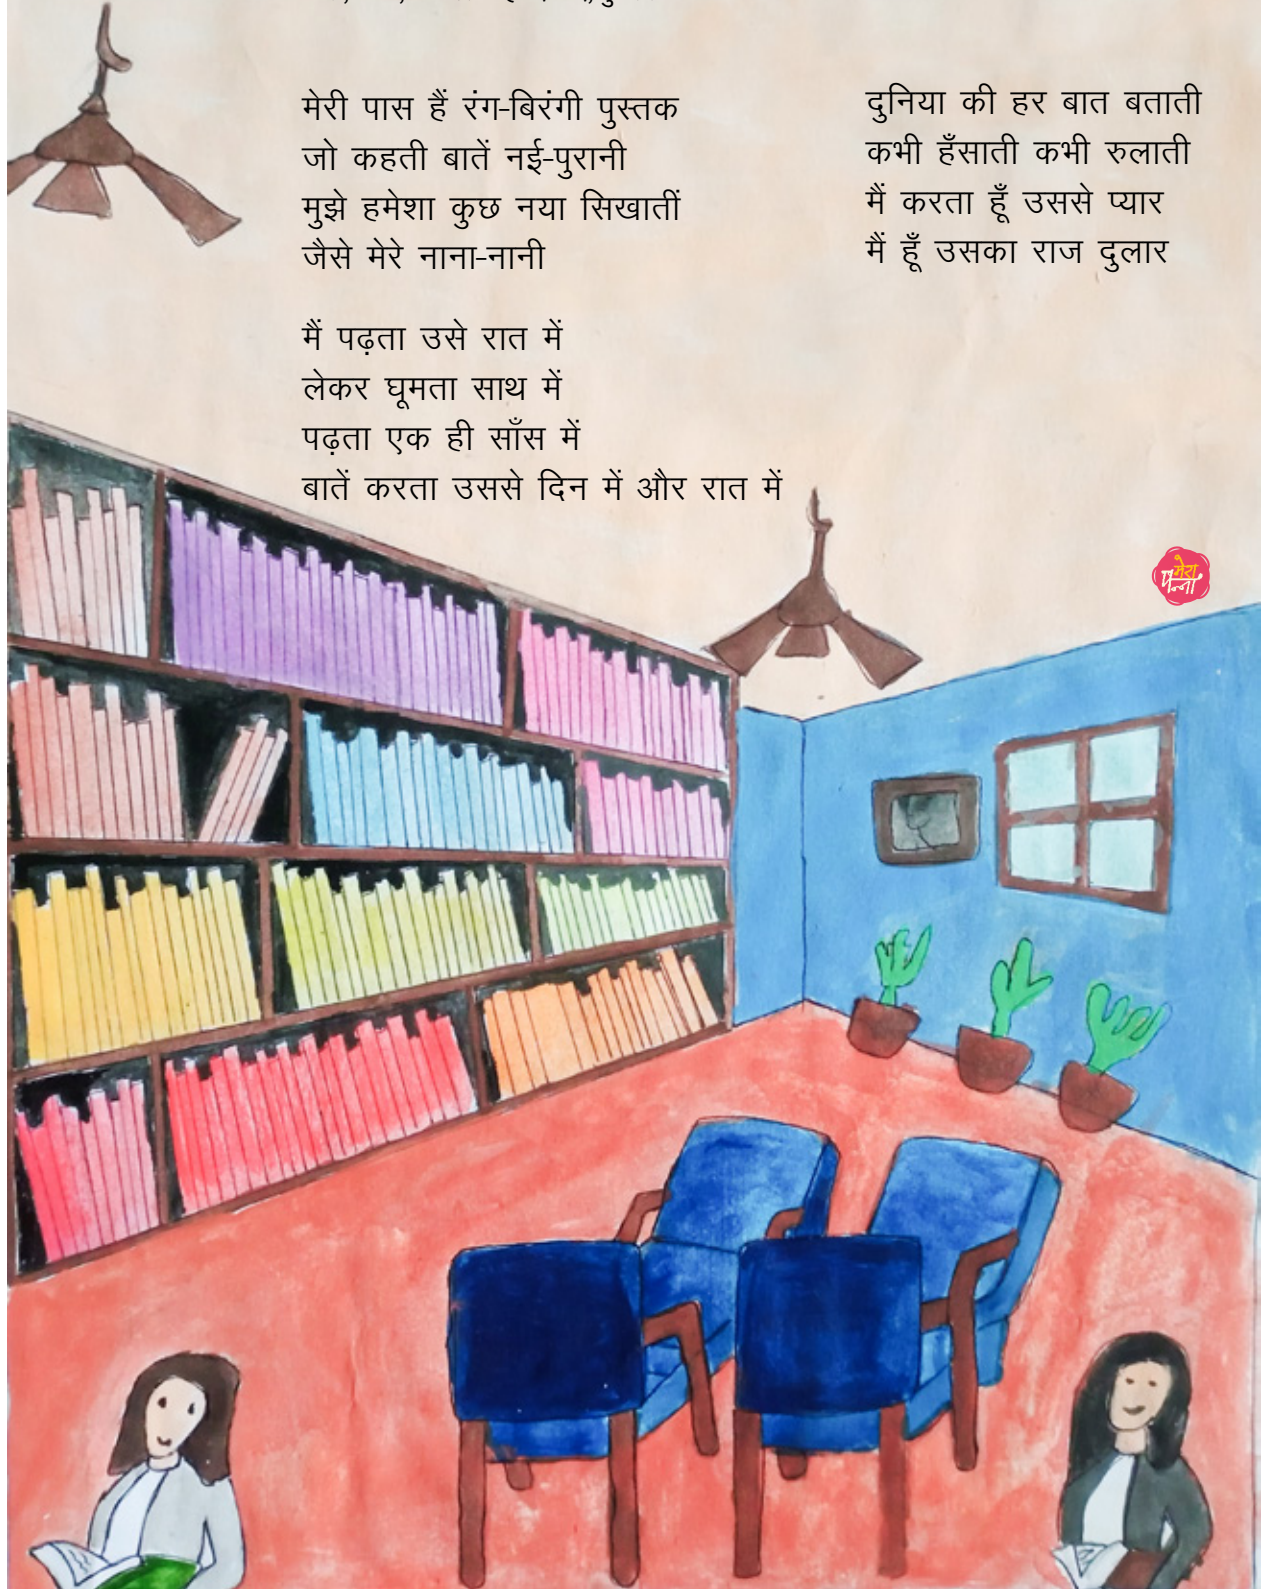 मेरी पास हैं रंग-बिरंगी पुस्तक
जो कहती बातें नई-पुरानी
मुझे हमेशा कुछ नया सिखातीं
जैसे मेरे नाना-नानी
मैं पढ़ता उसे रात में
लेकर घूमता साथ में
पढ़ता एक ही साँस में
बातें करता उससे दिन में और रात में
दुनिया की हर बात बताती
कभी हँसाती कभी रुलाती
मैं करता हूँ उससे प्यार
मैं हूँ उसका राज दुलार
मेरा
पन्ना